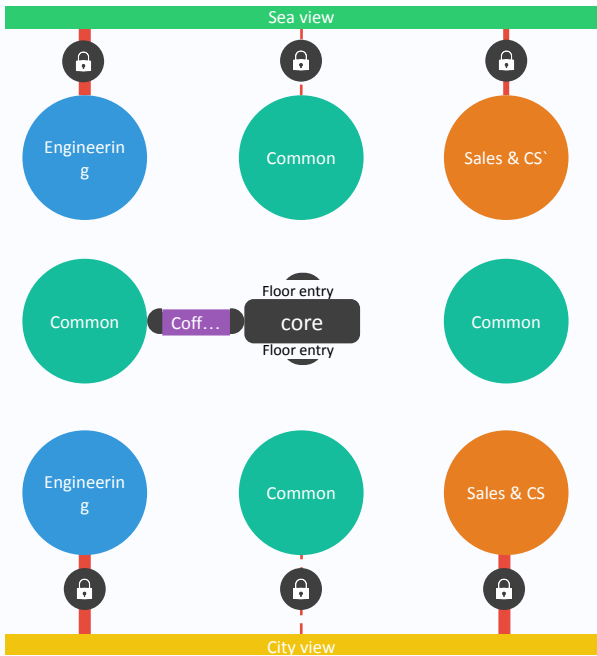 Sea view
Engineerin
g
Common
Sales & CS`
Floor entry
Common
Coff…
core
Common
Floor entry
Engineerin
g
Common
Sales & CS
City view